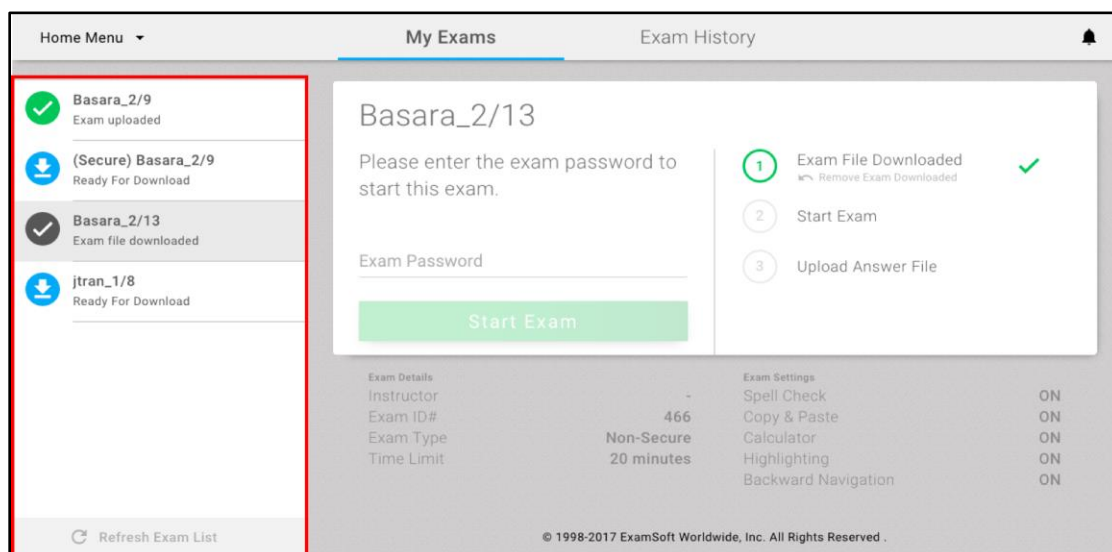 Home Menu
My Exams
Exam History
Basara_2/9
Exam uploaded
(Secure) Basara_2/9
Ready For Download
Basara_2/13
Exam file downloaded
jtran_1/8
Ready For Download
Refresh Exam List
Basara_2/13
Please enter the exam password to
start this exam.
Exam Password
Start Exam
1 Exam File Downloaded
Remove Exam Downloaded
2 Start Exam
3 Upload Answer File
Exam Details
Instructor -
Exam ID# 466
Exam Type Non-Secure
Time Limit 20 minutes
Exam Settings
Spell Check ON
Copy & Paste ON
Calculator ON
Highlighting ON
Backward Navigation ON
© 1998-2017 ExamSoft Worldwide, Inc. All Rights Reserved .